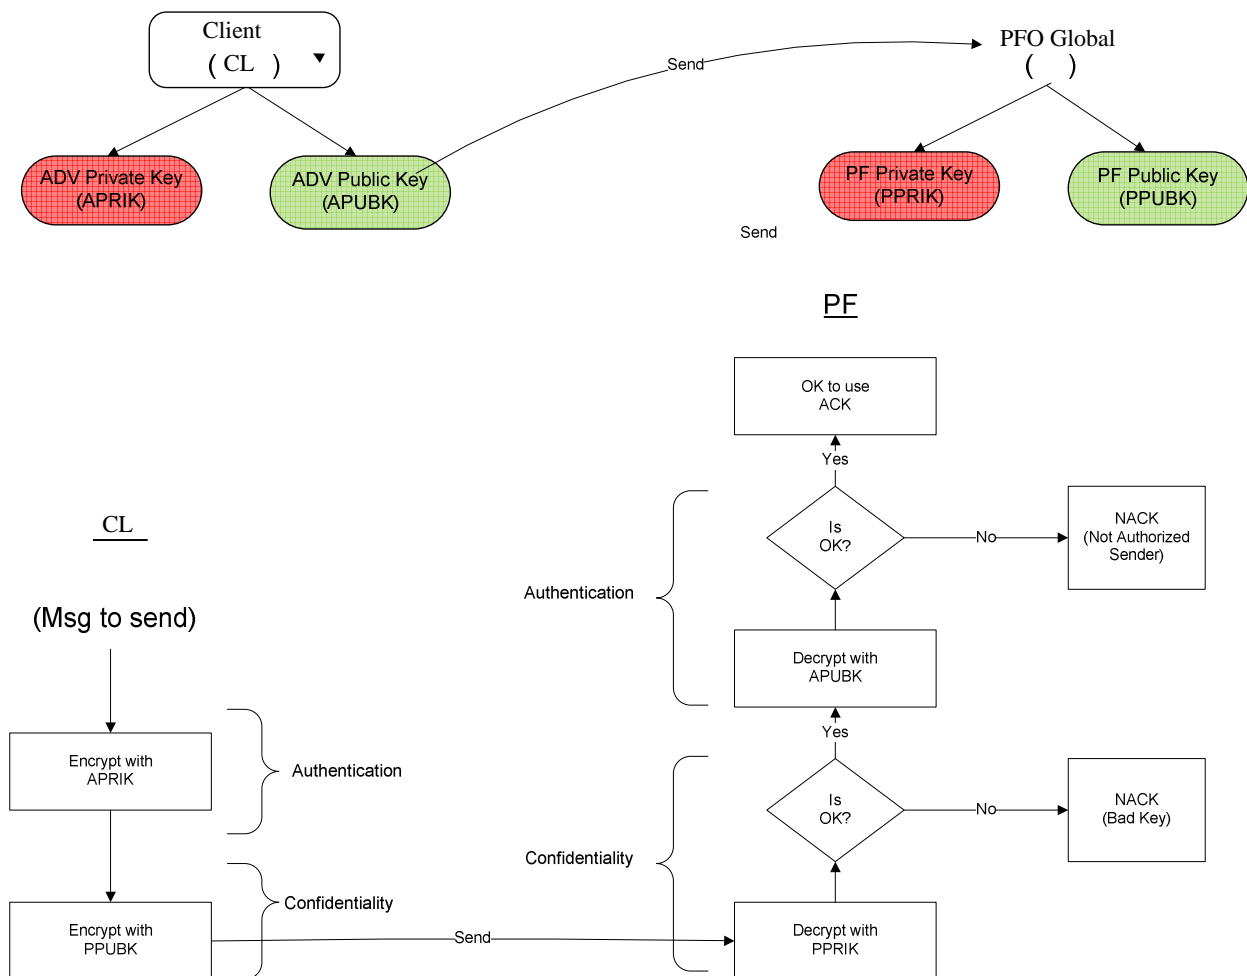 Client
( CL )
Send
PFO Global
( )
ADV Private Key
(APRIK)
ADV Public Key
(APUBK)
PF Private Key
(PPRIK)
PF Public Key
(PPUBK)
Send
PF
OK to use
ACK
Yes
CL
Is
OK?
No
NACK
(Not Authorized
Sender)
Authentication
(Msg to send)
Decrypt with
APUBK
Yes
Encrypt with
APRIK
Authentication
Is
OK?
No
NACK
(Bad Key)
Confidentiality
Confidentiality
Encrypt with
PPUBK
Send
Decrypt with
PPRIK